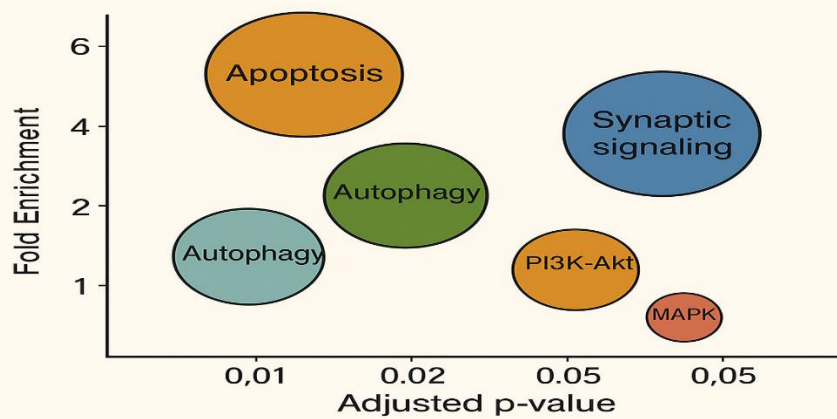 Fold Enrichment
6
4
2
1
Apoptosis
Synaptic
signaling
Autophagy
Autophagy
PI3K-Akt
MAPK
0,01
0.02
0.05
0,05
Adjusted p-value